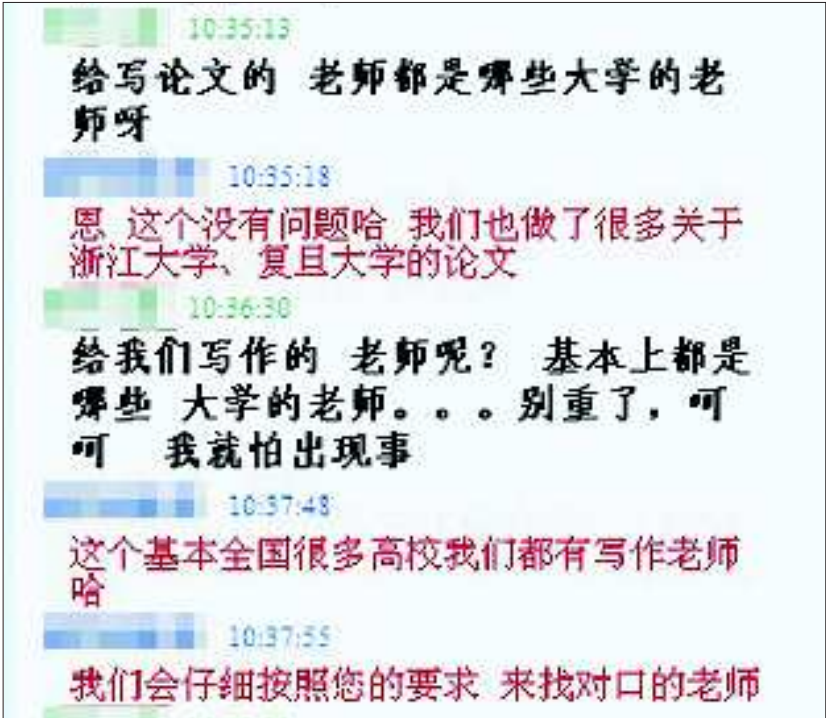 10:35:13
给写论文的 老师都是哪些大学的老
师呀
10:35:18
恩 这个没有问题哈 我们也做了很多关于
浙江大学、复旦大学的论文
10:36:30
给我们写作的 老师呢? 基本上都是
哪些 大学的老师。。。别重了，呵
呵 我就怕出现事
10:37:48
这个基本全国很多高校我们都有写作老师
哈
10:37:55
我们会仔细按照您的要求 来找对口的老师